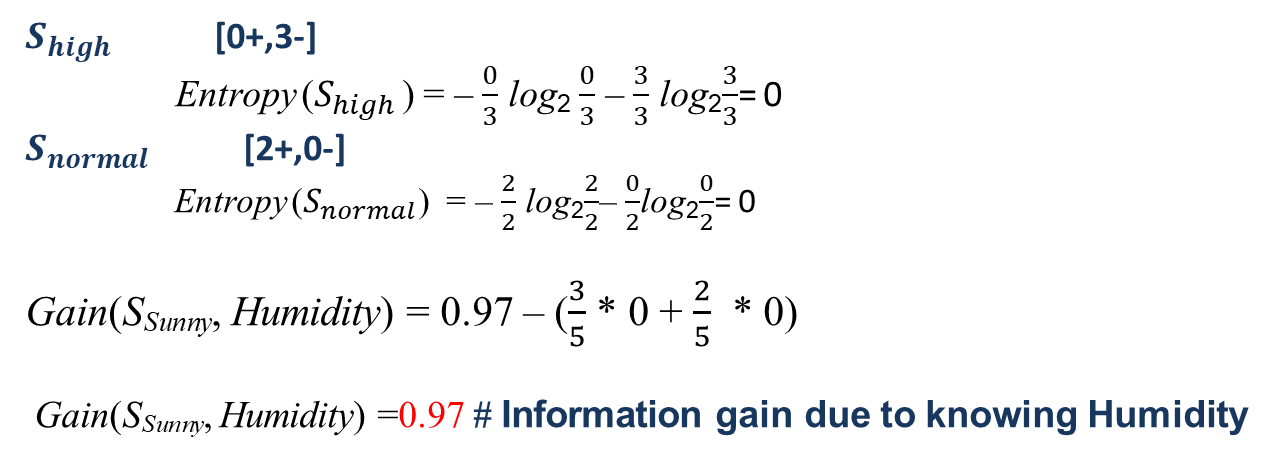 S_high [0+,3-]
Entropy(S_high) = – 0/3 log₂ 0/3 – 3/3 log₂ 3/3 = 0
S_normal [2+,0-]
Entropy(S_normal) = – 2/2 log₂ 2/2 – 0/2 log₂ 0/2 = 0
Gain(S_Sunny, Humidity) = 0.97 – (3/5 * 0 + 2/5 * 0)
Gain(S_Sunny, Humidity) =0.97 # Information gain due to knowing Humidity